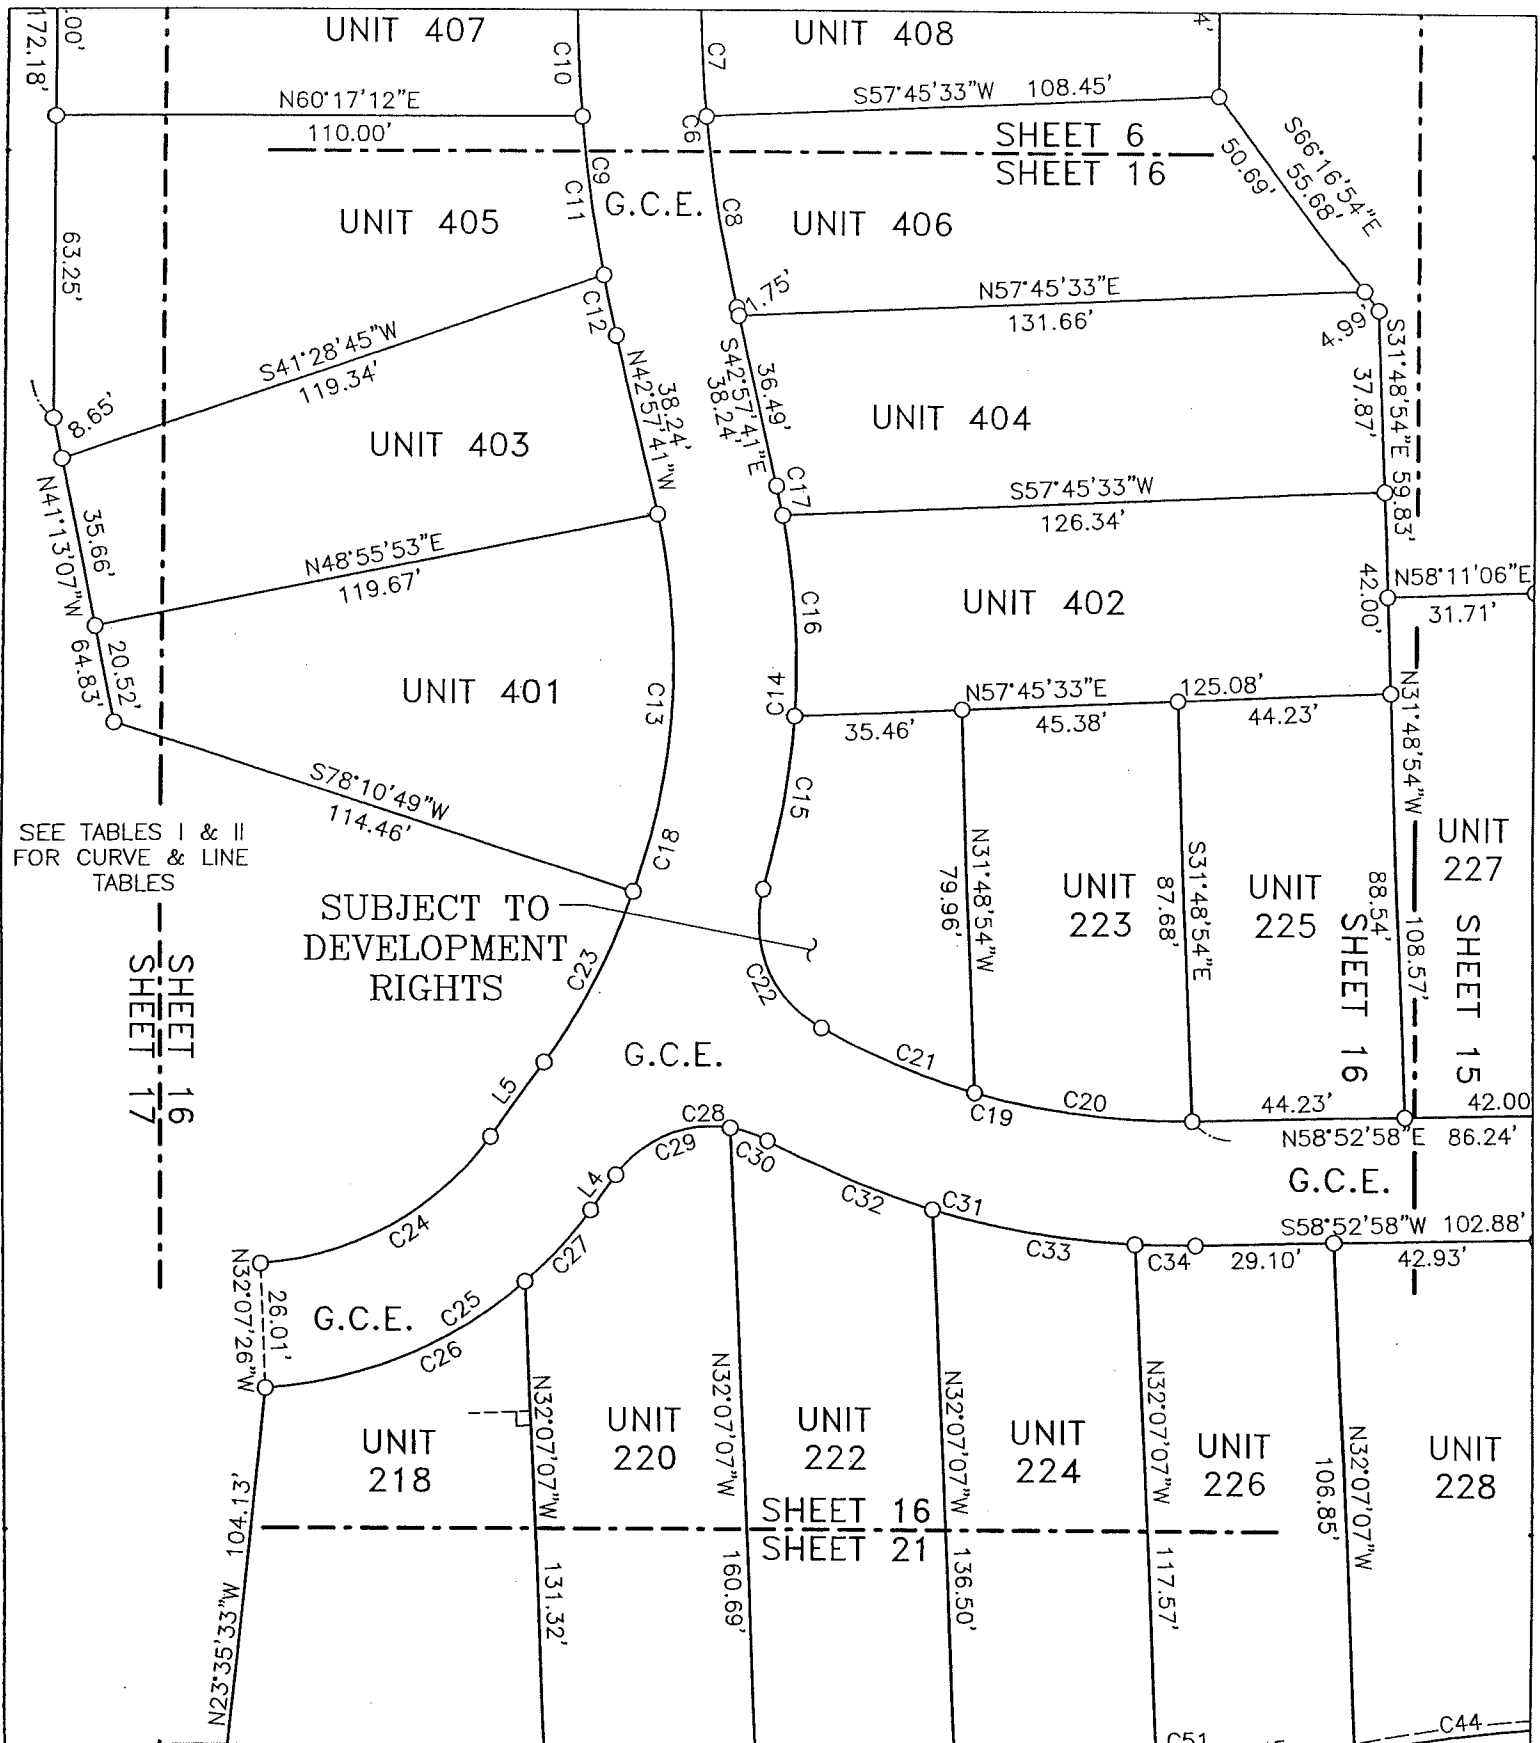 .00'
172.18'
UNIT 407
C10
C7
UNIT 408
4'
N60°17'12"E
110.00'
S57°45'33"W 108.45'
C6
SHEET 6
SHEET 16
S66°16'54"E
55.68'
50.69'
C9
C11
G.C.E.
C8
UNIT 405
UNIT 406
63.25'
1.75'
N57°45'33"E
131.66'
4.99'
C12
S41°28'45"W
119.34'
8.65'
UNIT 403
38.24'
N42°57'41"W
36.49'
S42°57'41"E
38.24'
UNIT 404
S31°48'54"E 59.83'
37.87'
C17
S57°45'33"W
126.34'
N41°13'07"W 64.83'
35.66'
N48°55'53"E
119.67'
C16
UNIT 402
42.00'
N58°11'06"E
31.71'
20.52'
UNIT 401
C13
C14
N57°45'33"E 125.08'
35.46'
45.38'
44.23'
N31°48'54"W 108.57'
S78°10'49"W
114.46'
C15
SEE TABLES I & II
FOR CURVE & LINE
TABLES
C18
N31°48'54"W
79.96'
UNIT
223
S31°48'54"E
87.68'
UNIT
225
88.54'
UNIT
227
SUBJECT TO
DEVELOPMENT
RIGHTS
SHEET 16
SHEET 15
SHEET 16
SHEET 17
C23
C22
G.C.E.
C21
L5
C19
C20
44.23'
42.00
N58°52'58"E 86.24'
C28
C29
C30
L4
C32
C31
G.C.E.
C24
C27
C33
C34
S58°52'58"W 102.88'
29.10'
42.93'
N32°07'26"W
26.01'
G.C.E.
C25
C26
N32°07'07"W
131.32'
N32°07'07"W
160.69'
N32°07'07"W
136.50'
N32°07'07"W
117.57'
N32°07'07"W
106.85'
UNIT
218
UNIT
220
UNIT
222
UNIT
224
UNIT
226
UNIT
228
SHEET 16
SHEET 21
N23°35'33"W 104.13'
C44
C51